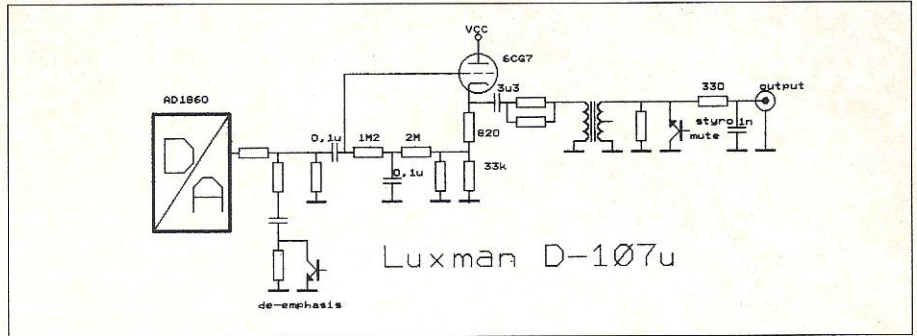 VCC
6CG7
AD1860
3u3
330
output
0,1u
1M2
2M
820
styro in
mute
0,1u
33k
D
A
Luxman D-107u
de-emphasis